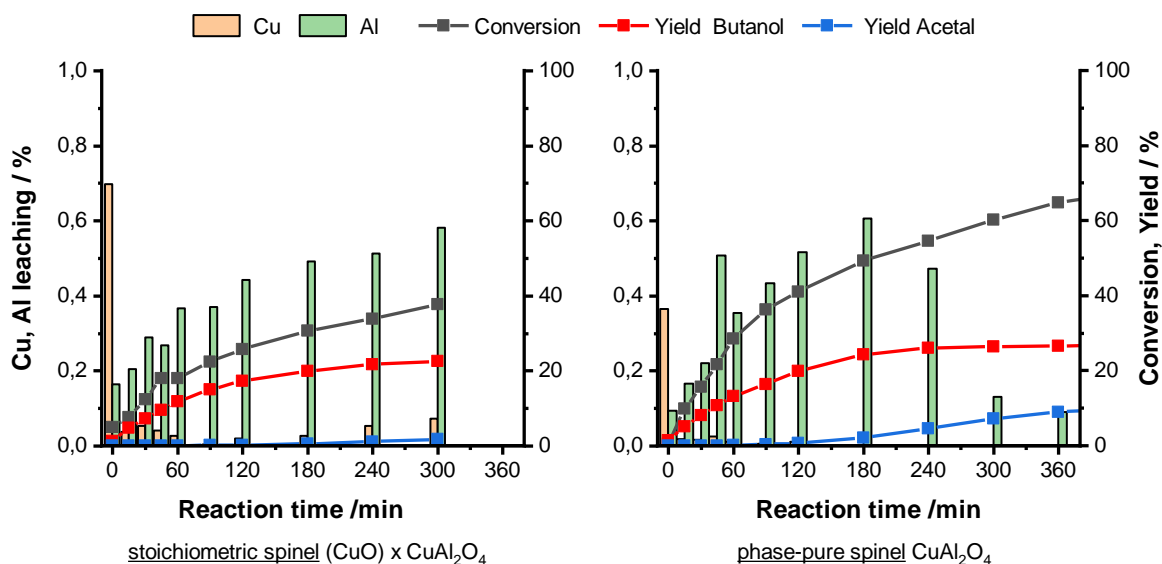 Cu Al Conversion Yield Butanol Yield Acetal
Cu, Al leaching / %
1,0
0,8
0,6
0,4
0,2
0,0
0 60 120 180 240 300 360
Reaction time /min
stoichiometric spinel (CuO) x CuAl₂O₄
100
80
60
40
20
0
0 60 120 180 240 300 360
Reaction time /min
phase-pure spinel CuAl₂O₄
1,0
0,8
0,6
0,4
0,2
0,0
100
80
60
40
20
0
Conversion, Yield / %